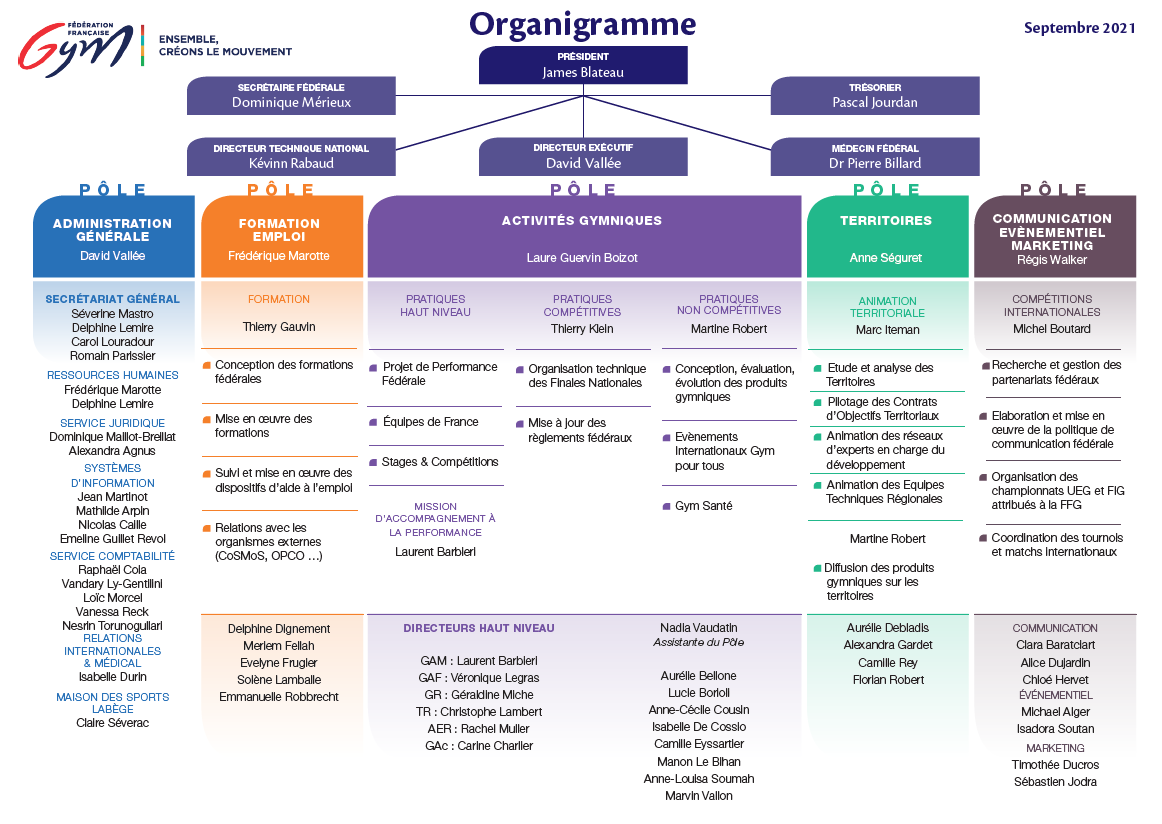 FÉDÉRATION
FRANÇAISE
Gym
ENSEMBLE,
CRÉONS LE MOUVEMENT
Organigramme
Septembre 2021
PRÉSIDENT
James Blateau
SECRÉTAIRE FÉDÉRALE
Dominique Mérieux
TRÉSORIER
Pascal Jourdan
DIRECTEUR TECHNIQUE NATIONAL
Kévinn Rabaud
DIRECTEUR EXÉCUTIF
David Vallée
MÉDECIN FÉDÉRAL
Dr Pierre Billard
PÔLE
ADMINISTRATION
GÉNÉRALE
David Vallée
SECRÉTARIAT GÉNÉRAL
Séverine Mastro
Delphine Lemire
Carol Louradour
Romain Parissier
RESSOURCES HUMAINES
Frédérique Marotte
Delphine Lemire
SERVICE JURIDIQUE
Dominique Maillot-Breillat
Alexandra Agnus
SYSTÈMES
D'INFORMATION
Jean Martinot
Mathilde Arpin
Nicolas Caille
Emeline Guillet Revol
SERVICE COMPTABILITÉ
Raphaël Cola
Vandary Ly-Gentilini
Loïc Morcel
Vanessa Reck
Nesrin Torunogullari
RELATIONS
INTERNATIONALES
& MÉDICAL
Isabelle Durin
MAISON DES SPORTS
LABÈGE
Claire Séverac
PÔLE
FORMATION
EMPLOI
Frédérique Marotte
FORMATION
Thierry Gauvin
Conception des formations
fédérales
Mise en œuvre des
formations
Suivi et mise en œuvre des
dispositifs d'aide à l'emploi
Relations avec les
organismes externes
(CoSMoS, OPCO …)
Delphine Dignement
Meriem Fellah
Evelyne Frugier
Solène Lamballe
Emmanuelle Robbrecht
PÔLE
ACTIVITÉS GYMNIQUES
Laure Guervin Boizot
PRATIQUES
HAUT NIVEAU
Projet de Performance
Fédérale
Équipes de France
Stages & Compétitions
MISSION
D'ACCOMPAGNEMENT À
LA PERFORMANCE
Laurent Barbieri
PRATIQUES
COMPÉTITIVES
Thierry Klein
Organisation technique
des Finales Nationales
Mise à jour des
règlements fédéraux
PRATIQUES
NON COMPÉTITIVES
Martine Robert
Conception, évaluation,
évolution des produits
gymniques
Evènements
Internationaux Gym
pour tous
Gym Santé
DIRECTEURS HAUT NIVEAU
GAM : Laurent Barbieri
GAF : Véronique Legras
GR : Géraldine Miche
TR : Christophe Lambert
AER : Rachel Muller
GAc : Carine Charlier
Nadia Vaudatin
Assistante du Pôle
Aurélie Bellone
Lucie Borioli
Anne-Cécile Cousin
Isabelle De Cossio
Camille Eyssartier
Manon Le Bihan
Anne-Louisa Soumah
Marvin Vallon
PÔLE
TERRITOIRES
Anne Séguret
ANIMATION
TERRITORIALE
Marc Iteman
Etude et analyse des
Territoires
Pilotage des Contrats
d'Objectifs Territoriaux
Animation des réseaux
d'experts en charge du
développement
Animation des Equipes
Techniques Régionales
Martine Robert
Diffusion des produits
gymniques sur les
territoires
Aurélie Debladis
Alexandra Gardet
Camille Rey
Florian Robert
PÔLE
COMMUNICATION
EVÈNEMENTIEL
MARKETING
Régis Walker
COMPÉTITIONS
INTERNATIONALES
Michel Boutard
Recherche et gestion des
partenariats fédéraux
Elaboration et mise en
œuvre de la politique de
communication fédérale
Organisation des
championnats UEG et FIG
attribués à la FFG
Coordination des tournois
et matchs internationaux
COMMUNICATION
Clara Baratciart
Alice Dujardin
Chloé Hervet
ÉVÉNEMENTIEL
Michael Alger
Isadora Soutan
MARKETING
Timothée Ducros
Sébastien Jodra